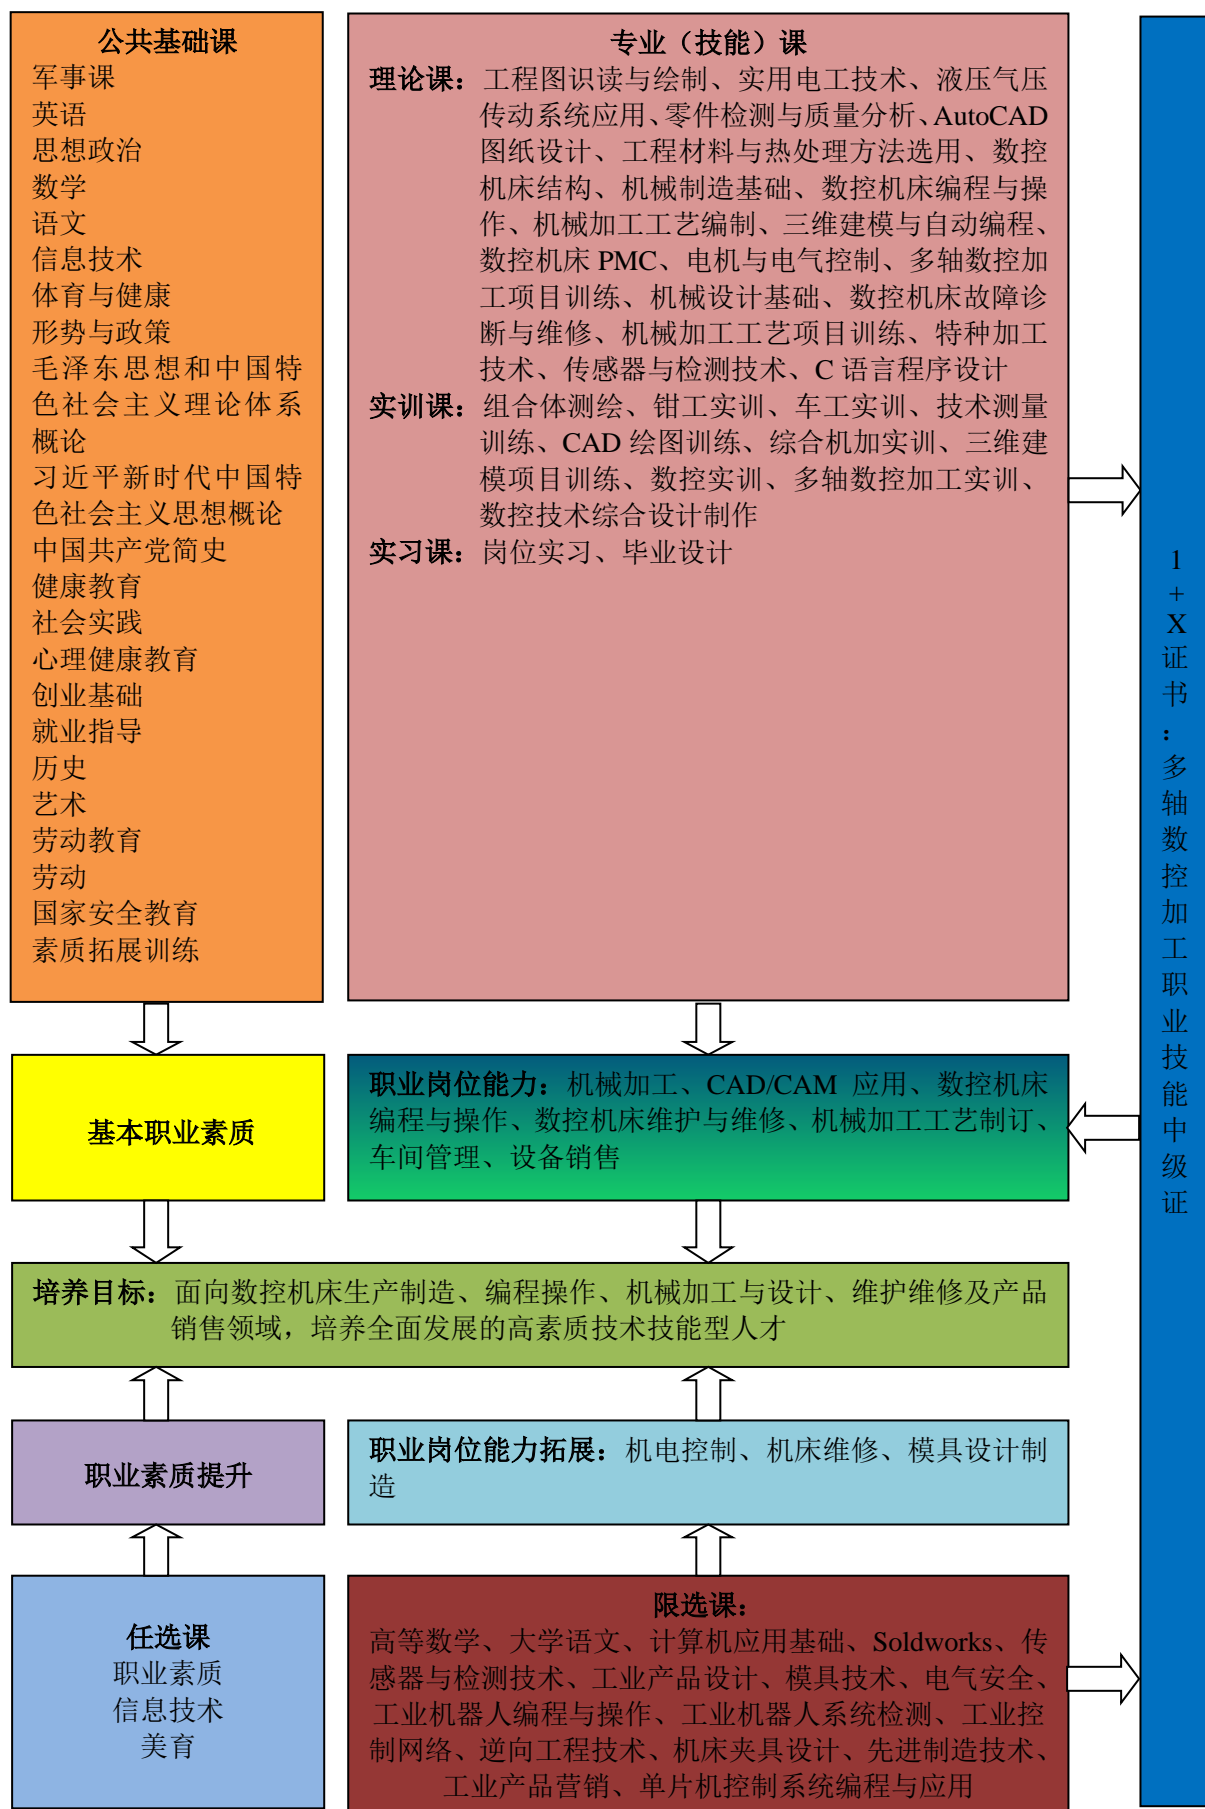 公共基础课
军事课
英语
思想政治
数学
语文
信息技术
体育与健康
形势与政策
毛泽东思想和中国特
色社会主义理论体系
概论
习近平新时代中国特
色社会主义思想概论
中国共产党简史
健康教育
社会实践
心理健康教育
创业基础
就业指导
历史
艺术
劳动教育
劳动
国家安全教育
素质拓展训练
专业（技能）课
理论课：工程图识读与绘制、实用电工技术、液压气压
传动系统应用、零件检测与质量分析、AutoCAD
图纸设计、工程材料与热处理方法选用、数控
机床结构、机械制造基础、数控机床编程与操
作、机械加工工艺编制、三维建模与自动编程、
数控机床 PMC、电机与电气控制、多轴数控加
工项目训练、机械设计基础、数控机床故障诊
断与维修、机械加工工艺项目训练、特种加工
技术、传感器与检测技术、C 语言程序设计
实训课：组合体测绘、钳工实训、车工实训、技术测量
训练、CAD 绘图训练、综合机加实训、三维建
模项目训练、数控实训、多轴数控加工实训、
数控技术综合设计制作
实习课：岗位实习、毕业设计
1
+
X
证
书
：
多
轴
数
控
加
工
职
业
技
能
中
级
证
基本职业素质
职业岗位能力：机械加工、CAD/CAM 应用、数控机床
编程与操作、数控机床维护与维修、机械加工工艺制订、
车间管理、设备销售
培养目标：面向数控机床生产制造、编程操作、机械加工与设计、维护维修及产品
销售领域，培养全面发展的高素质技术技能型人才
职业素质提升
职业岗位能力拓展：机电控制、机床维修、模具设计制
造
任选课
职业素质
信息技术
美育
限选课：
高等数学、大学语文、计算机应用基础、Soldworks、传
感器与检测技术、工业产品设计、模具技术、电气安全、
工业机器人编程与操作、工业机器人系统检测、工业控
制网络、逆向工程技术、机床夹具设计、先进制造技术、
工业产品营销、单片机控制系统编程与应用